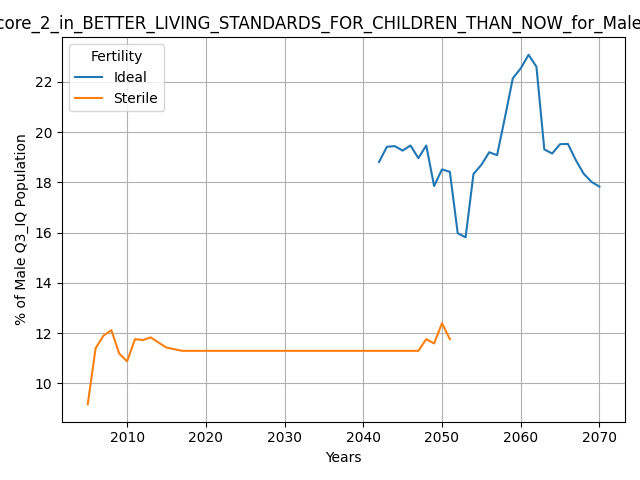 core_2_in_BETTER_LIVING_STANDARDS_FOR_CHILDREN_THAN_NOW_for_Male
Fertility
Ideal
Sterile
% of Male Q3_IQ Population
22
20
18
16
14
12
10
2010 2020 2030 2040 2050 2060 2070
Years